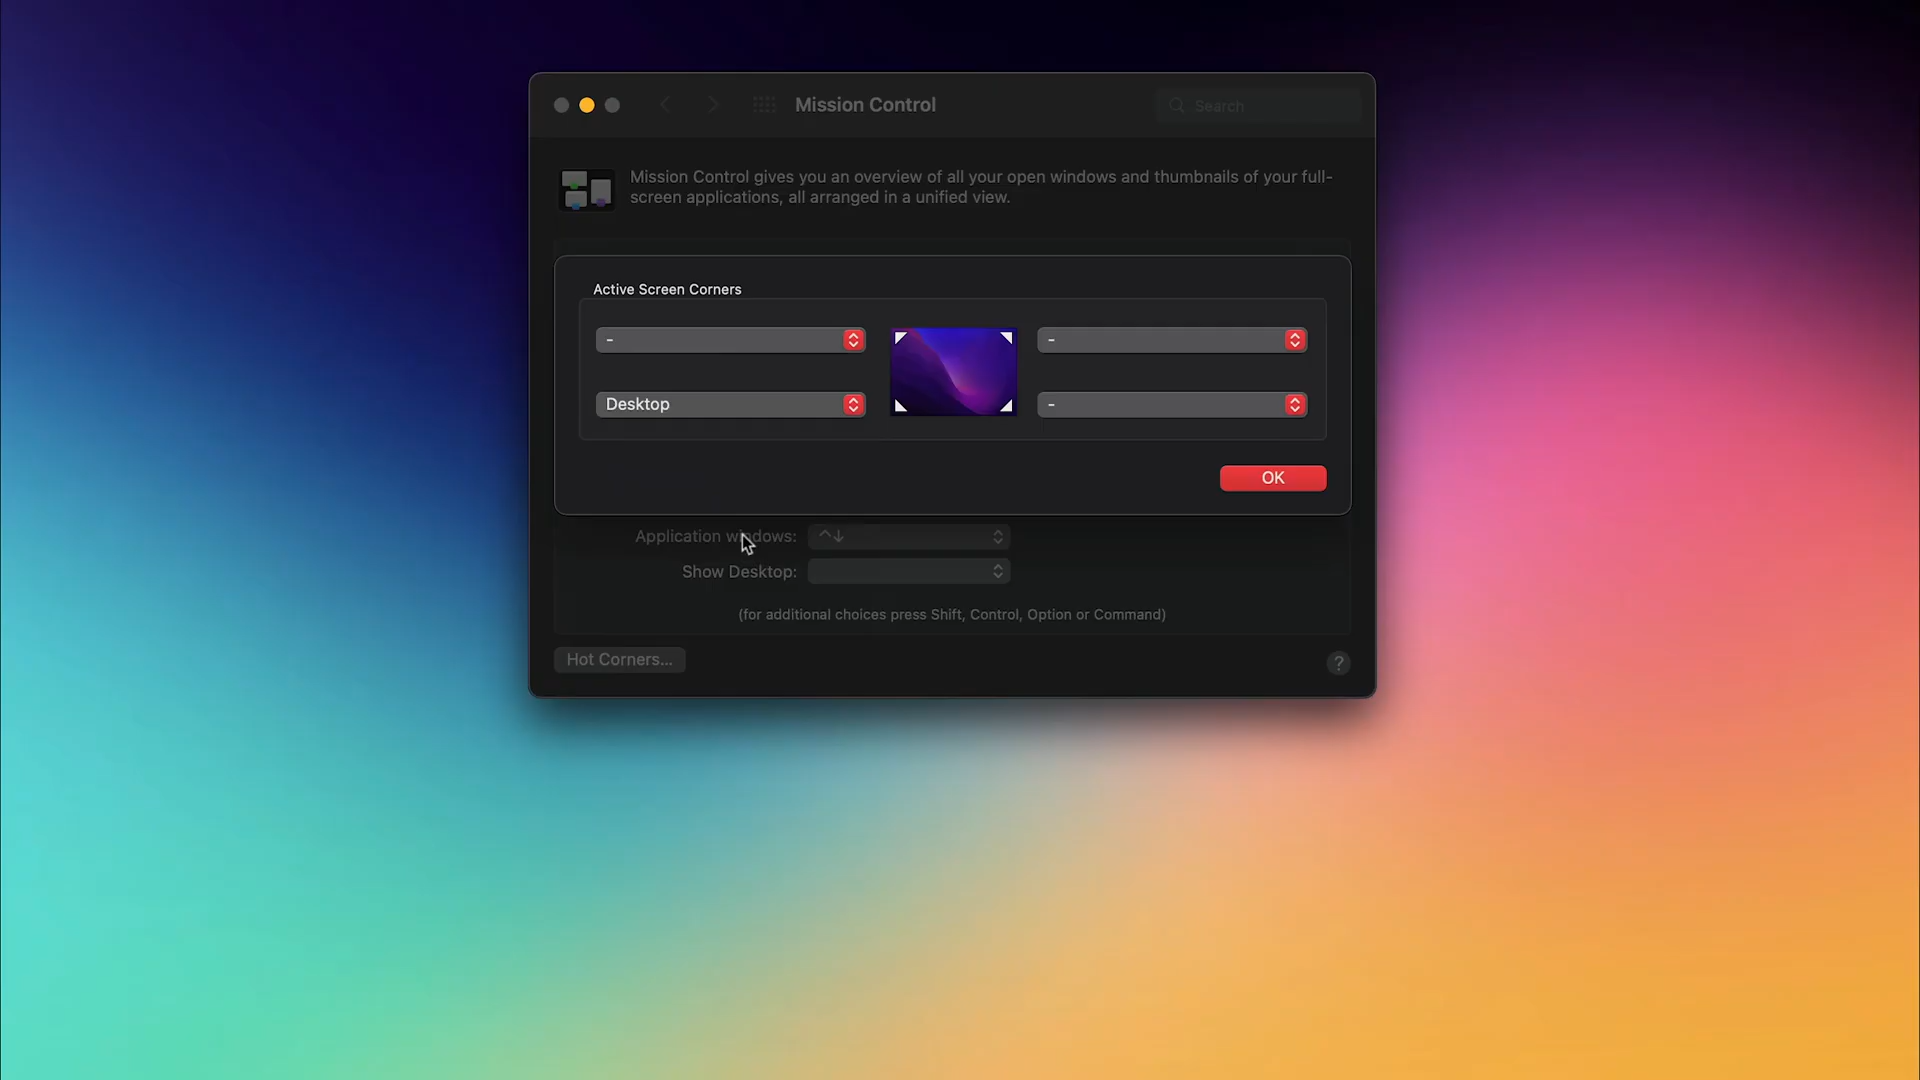 Mission Control
Search
Mission Control gives you an overview of all your open windows and thumbnails of your full-
screen applications, all arranged in a unified view.
Active Screen Corners
-
-
Desktop
-
OK
Application windows: ^↓
Show Desktop:
(for additional choices press Shift, Control, Option or Command)
Hot Corners...
?